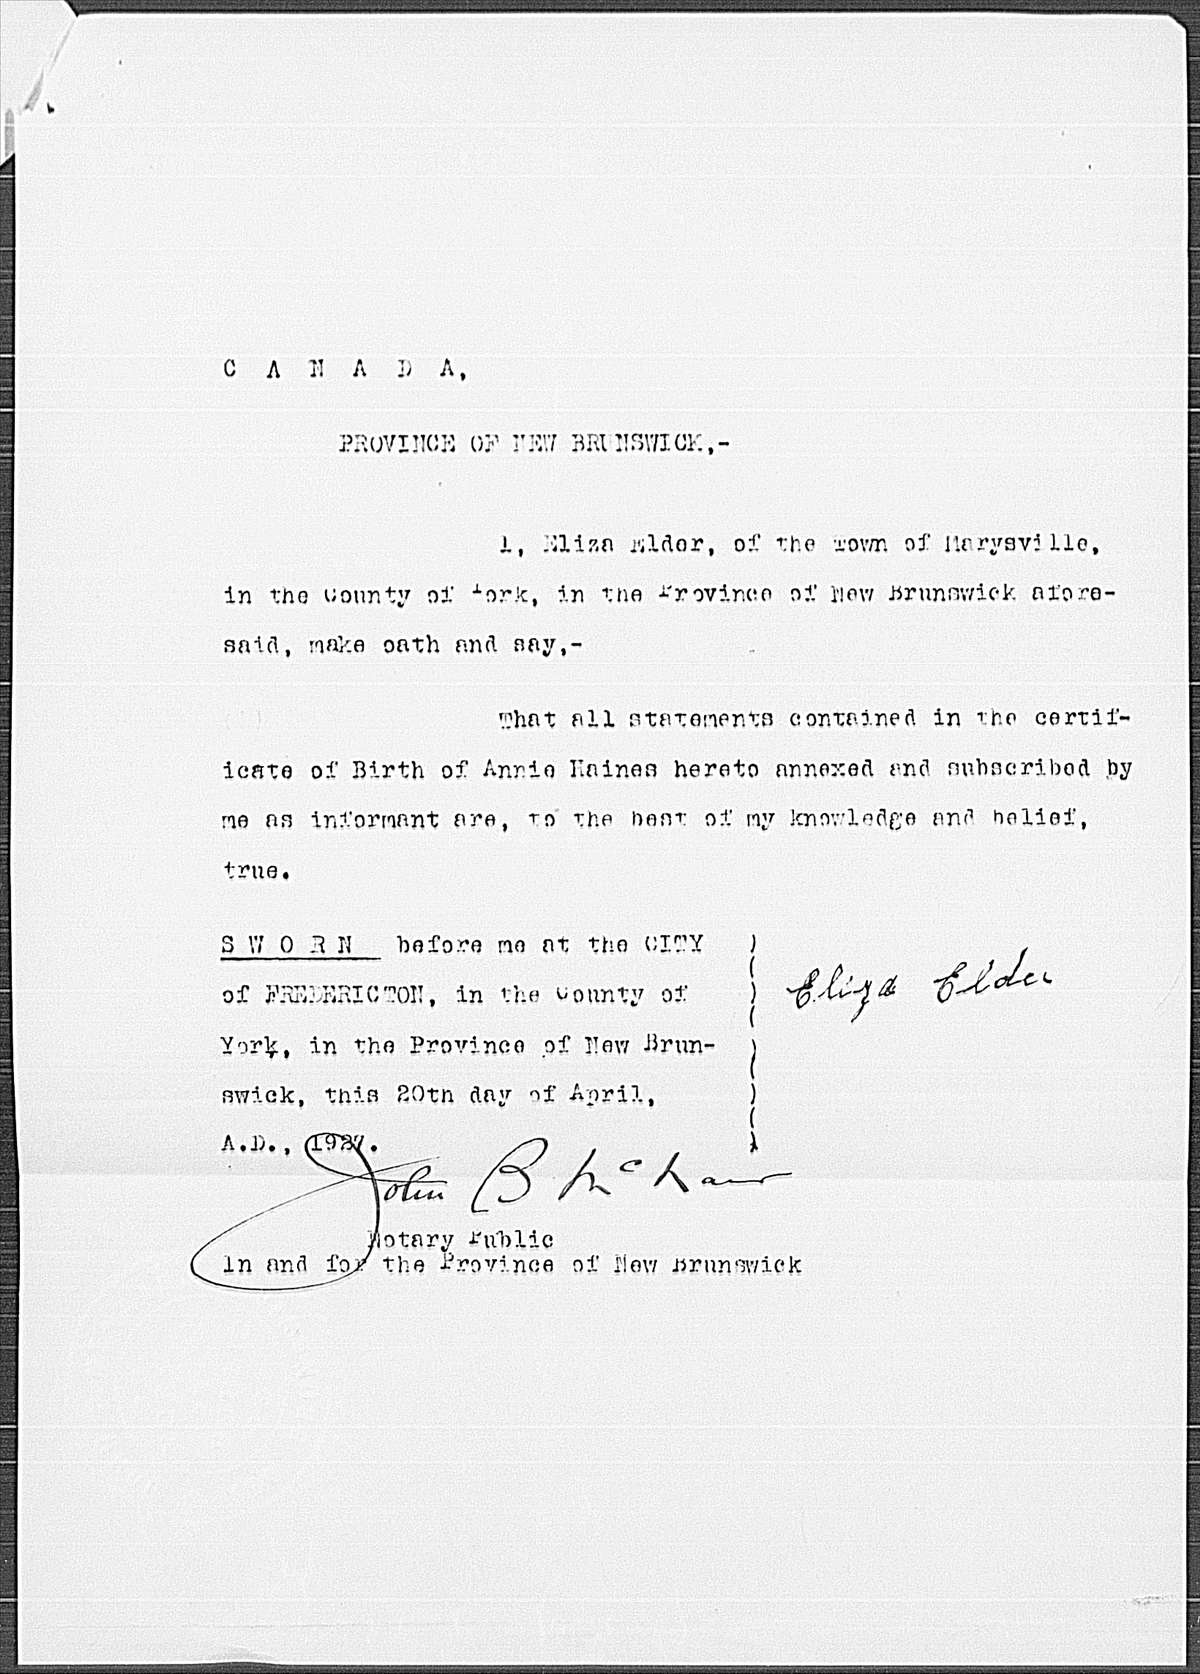 C A N A D A,
PROVINCE OF NEW BRUNSWICK,-
I, Eliza Elder, of the Town of Marysville,
in the County of York, in the Province of New Brunswick afore-
said, make oath and say,-
That all statements contained in the certif-
icate of Birth of Annie Haines hereto annexed and subscribed by
me as informant are, to the best of my knowledge and belief,
true.
S W O R N before me at the CITY
of FREDERICTON, in the County of
York, in the Province of New Brun-
swick, this 20th day of April,
A.D., 1927.
Eliza Elder
John B
Notary Public
In and for the Province of New Brunswick